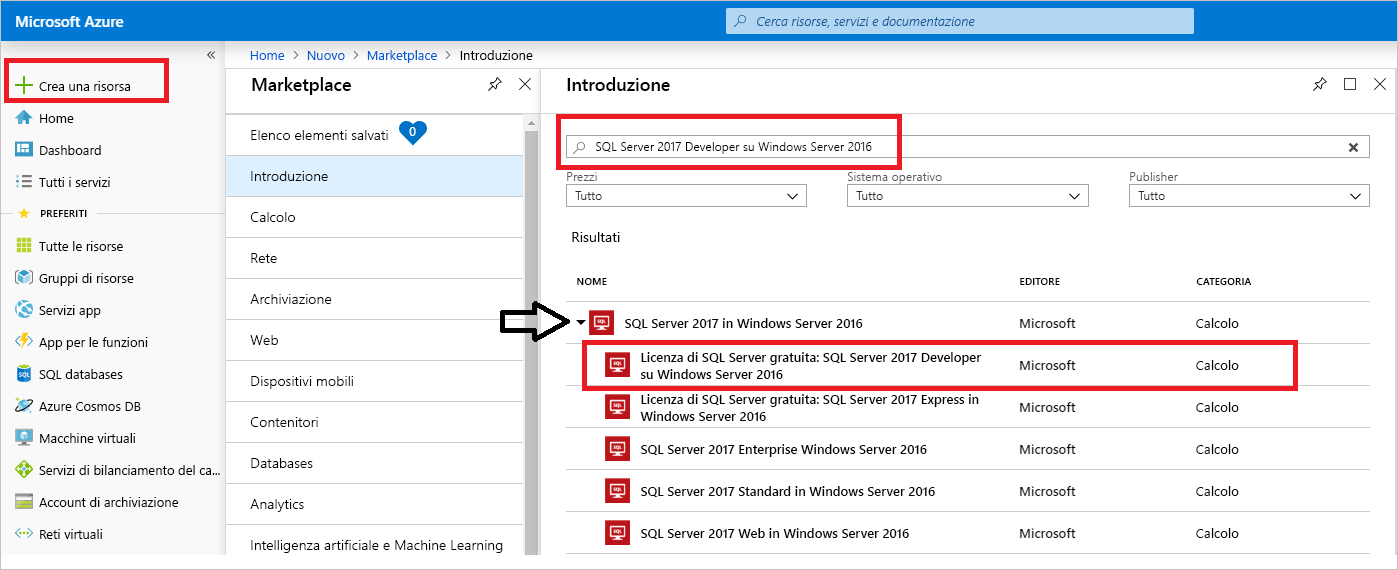 Microsoft Azure
Cerca risorse, servizi e documentazione
«
Crea una risorsa
Home
Dashboard
Tutti i servizi
PREFERITI
Tutte le risorse
Gruppi di risorse
Servizi app
App per le funzioni
SQL databases
Azure Cosmos DB
Macchine virtuali
Servizi di bilanciamento del ca...
Account di archiviazione
Reti virtuali
Home > Nuovo > Marketplace > Introduzione
Marketplace
Elenco elementi salvati 0
Introduzione
Calcolo
Rete
Archiviazione
Web
Dispositivi mobili
Contenitori
Databases
Analytics
Intelligenza artificiale e Machine Learning
Introduzione
SQL Server 2017 Developer su Windows Server 2016
Prezzi Sistema operativo Publisher
Tutto Tutto Tutto
Risultati
NOME EDITORE CATEGORIA
SQL Server 2017 in Windows Server 2016 Microsoft Calcolo
Licenza di SQL Server gratuita: SQL Server 2017 Developer
su Windows Server 2016 Microsoft Calcolo
Licenza di SQL Server gratuita: SQL Server 2017 Express in
Windows Server 2016 Microsoft Calcolo
SQL Server 2017 Enterprise Windows Server 2016 Microsoft Calcolo
SQL Server 2017 Standard in Windows Server 2016 Microsoft Calcolo
SQL Server 2017 Web in Windows Server 2016 Microsoft Calcolo